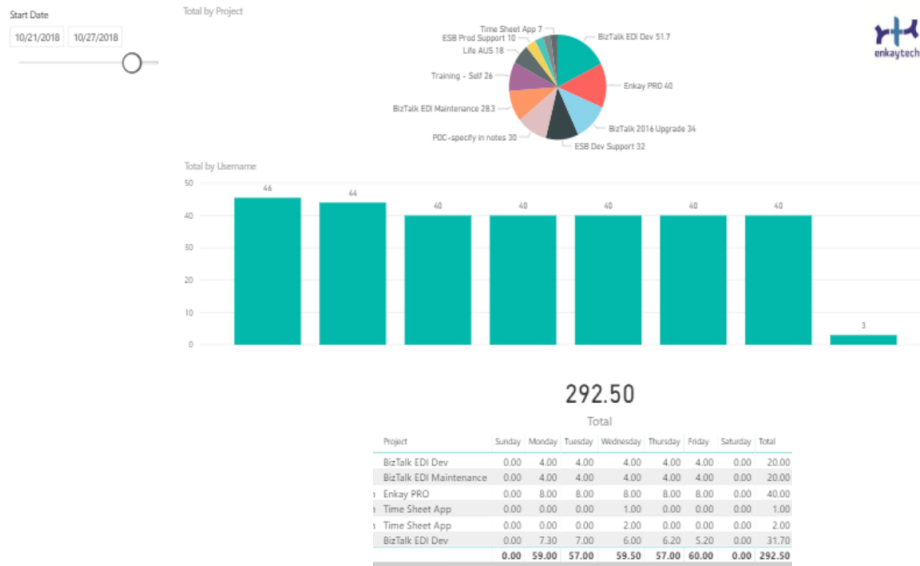 Start Date
10/21/2018 10/27/2018
Total by Project
Time Sheet App 7
ESB Prod Support 10
Life AUS 18
Training - Self 26
BizTalk EDI Maintenance 28.3
POC-specify in notes 30
BizTalk EDI Dev 51.7
Enkay PRO 40
BizTalk 2016 Upgrade 34
ESB Dev Support 32
enkaytech
Total by Username
50
40
30
20
10
0
46 44 40 40 40 40 40 3
292.50
Total
Project Sunday Monday Tuesday Wednesday Thursday Friday Saturday Total
BizTalk EDI Dev 0.00 4.00 4.00 4.00 4.00 4.00 0.00 20.00
BizTalk EDI Maintenance 0.00 4.00 4.00 4.00 4.00 4.00 0.00 20.00
Enkay PRO 0.00 8.00 8.00 8.00 8.00 8.00 0.00 40.00
Time Sheet App 0.00 0.00 0.00 1.00 0.00 0.00 0.00 1.00
Time Sheet App 0.00 0.00 0.00 2.00 0.00 0.00 0.00 2.00
BizTalk EDI Dev 0.00 7.30 7.00 6.00 6.20 5.20 0.00 31.70
0.00 59.00 57.00 59.50 57.00 60.00 0.00 292.50